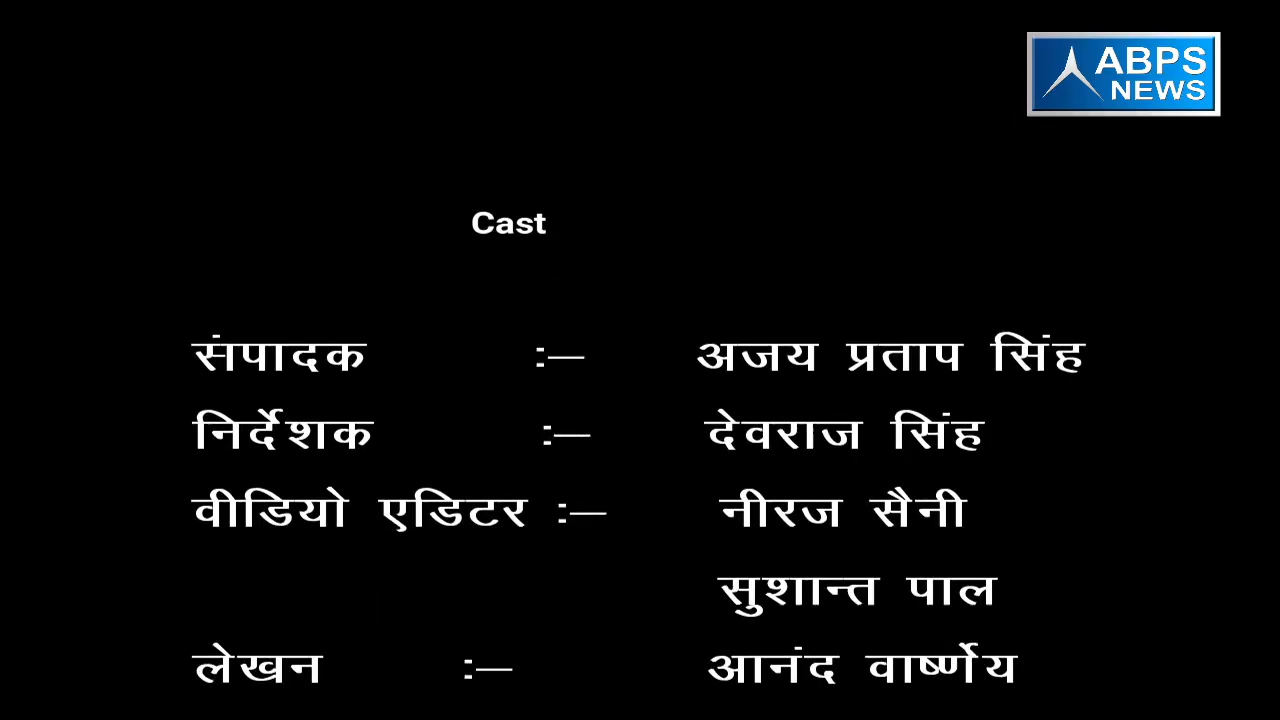 ABPS
NEWS
Cast
संपादक :— अजय प्रताप सिंह
निर्देशक :— देवराज सिंह
वीडियो एडिटर :— नीरज सैनी
सुशान्त पाल
लेखन :— आनंद वार्ष्णेय